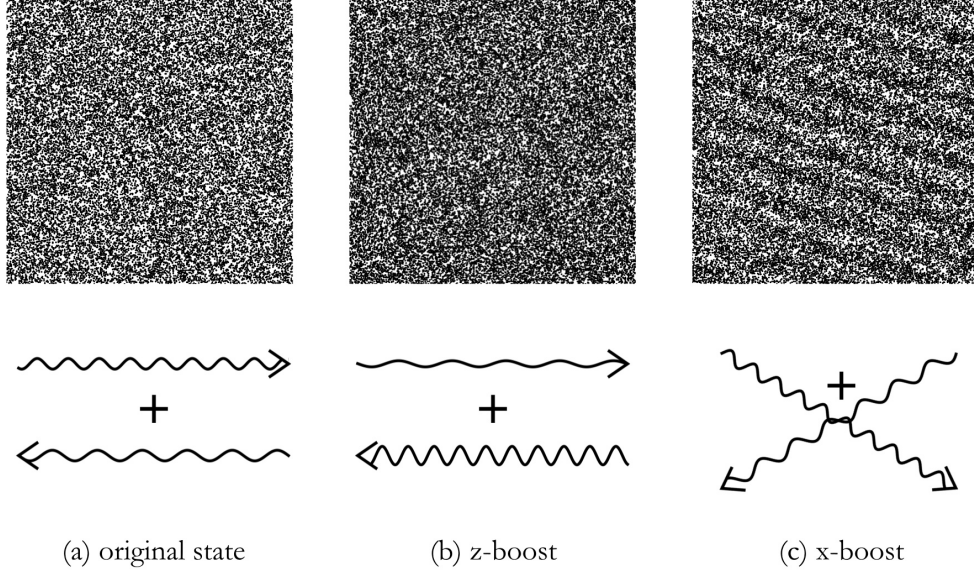 +
+
+
(a) original state
(b) z-boost
(c) x-boost